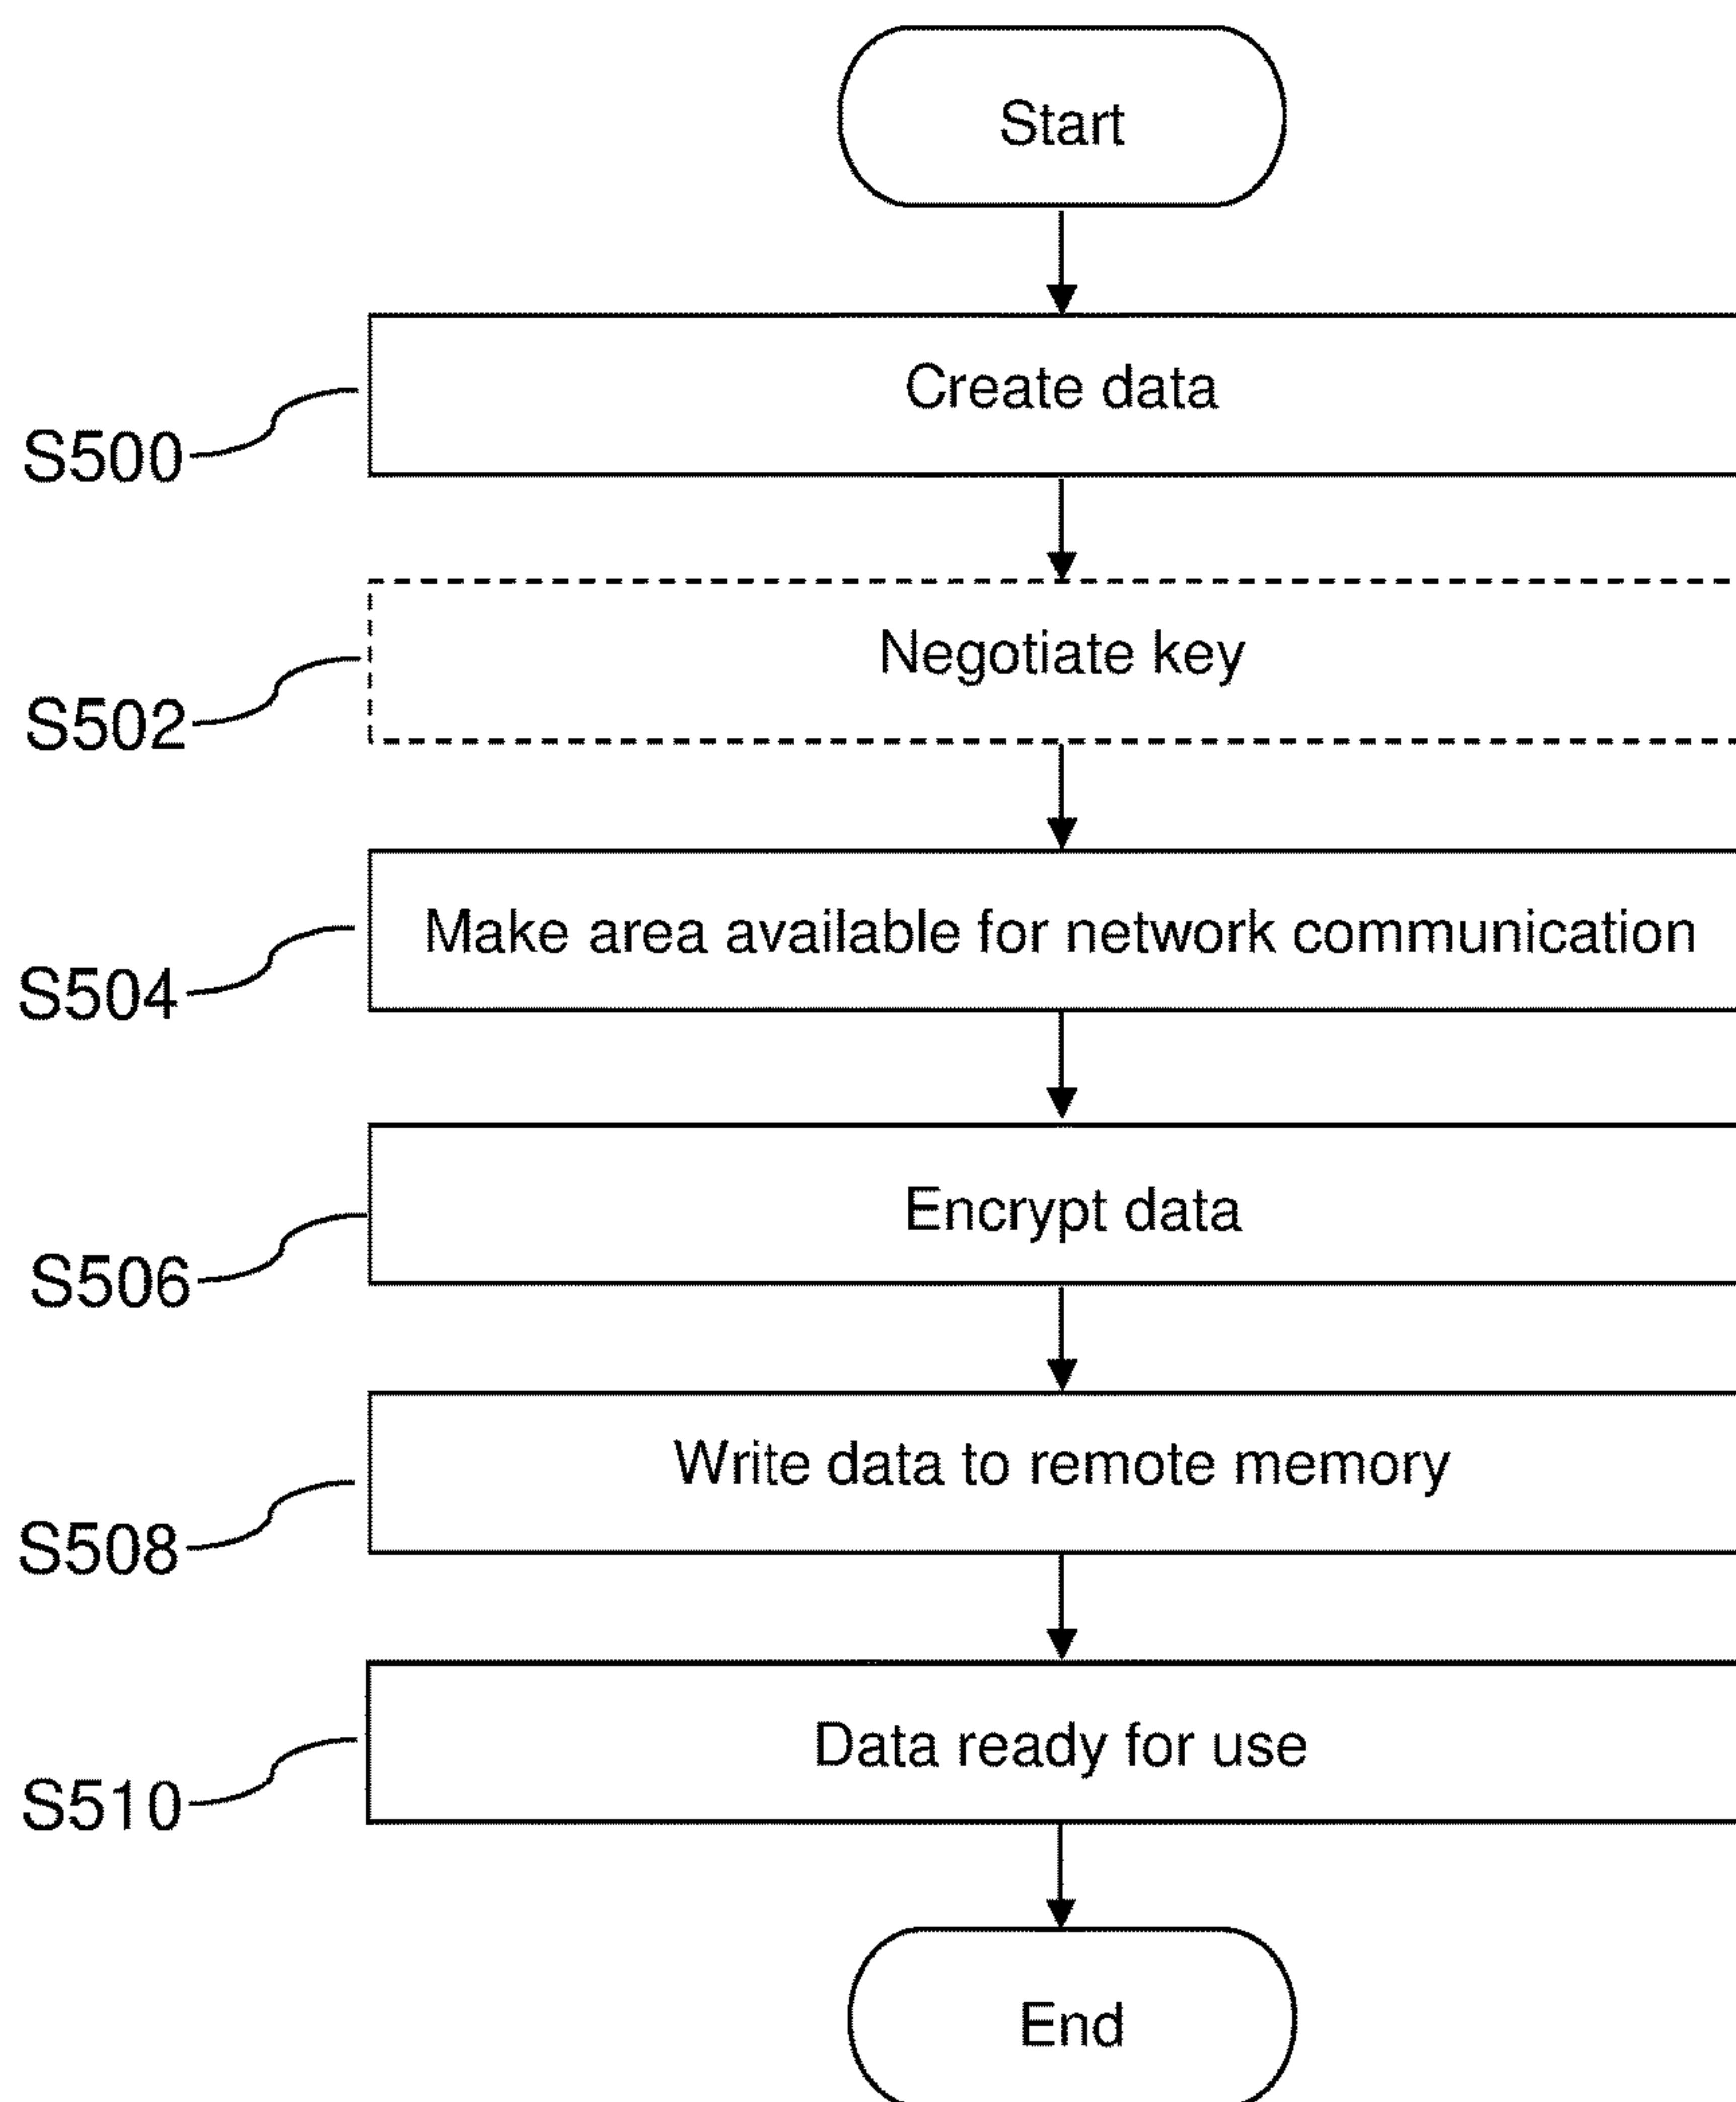 Start
Create data
S500
Negotiate key
S502
Make area available for network communication
S504
Encrypt data
S506
Write data to remote memory
S508
Data ready for use
S510
End